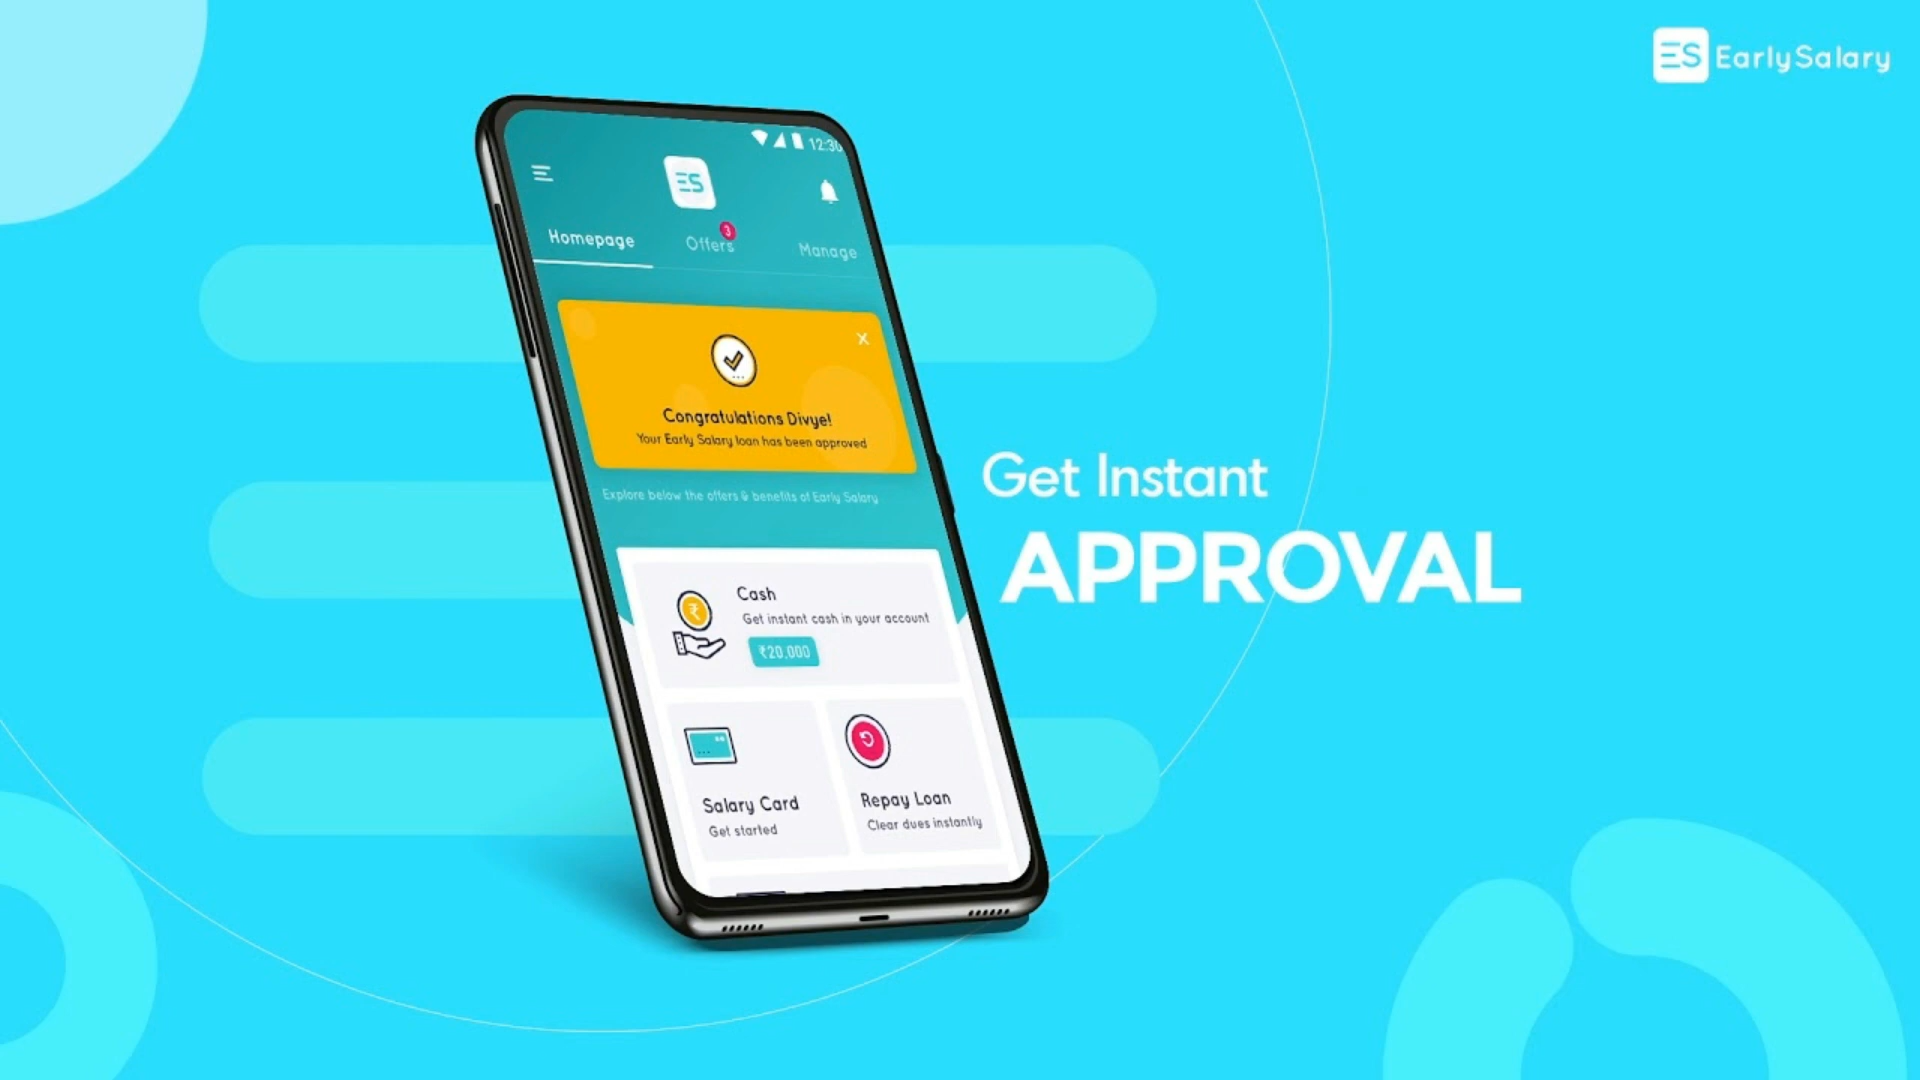 ES EarlySalary
12:30
ES
Homepage
Offers
3
Manage
X
Congratulations Divye!
Your Early Salary loan has been approved
Explore below the offers & benefits of Early Salary
Cash
Get instant cash in your account
₹20,000
Salary Card
Get started
Repay Loan
Clear dues instantly
Get Instant
APPROVAL